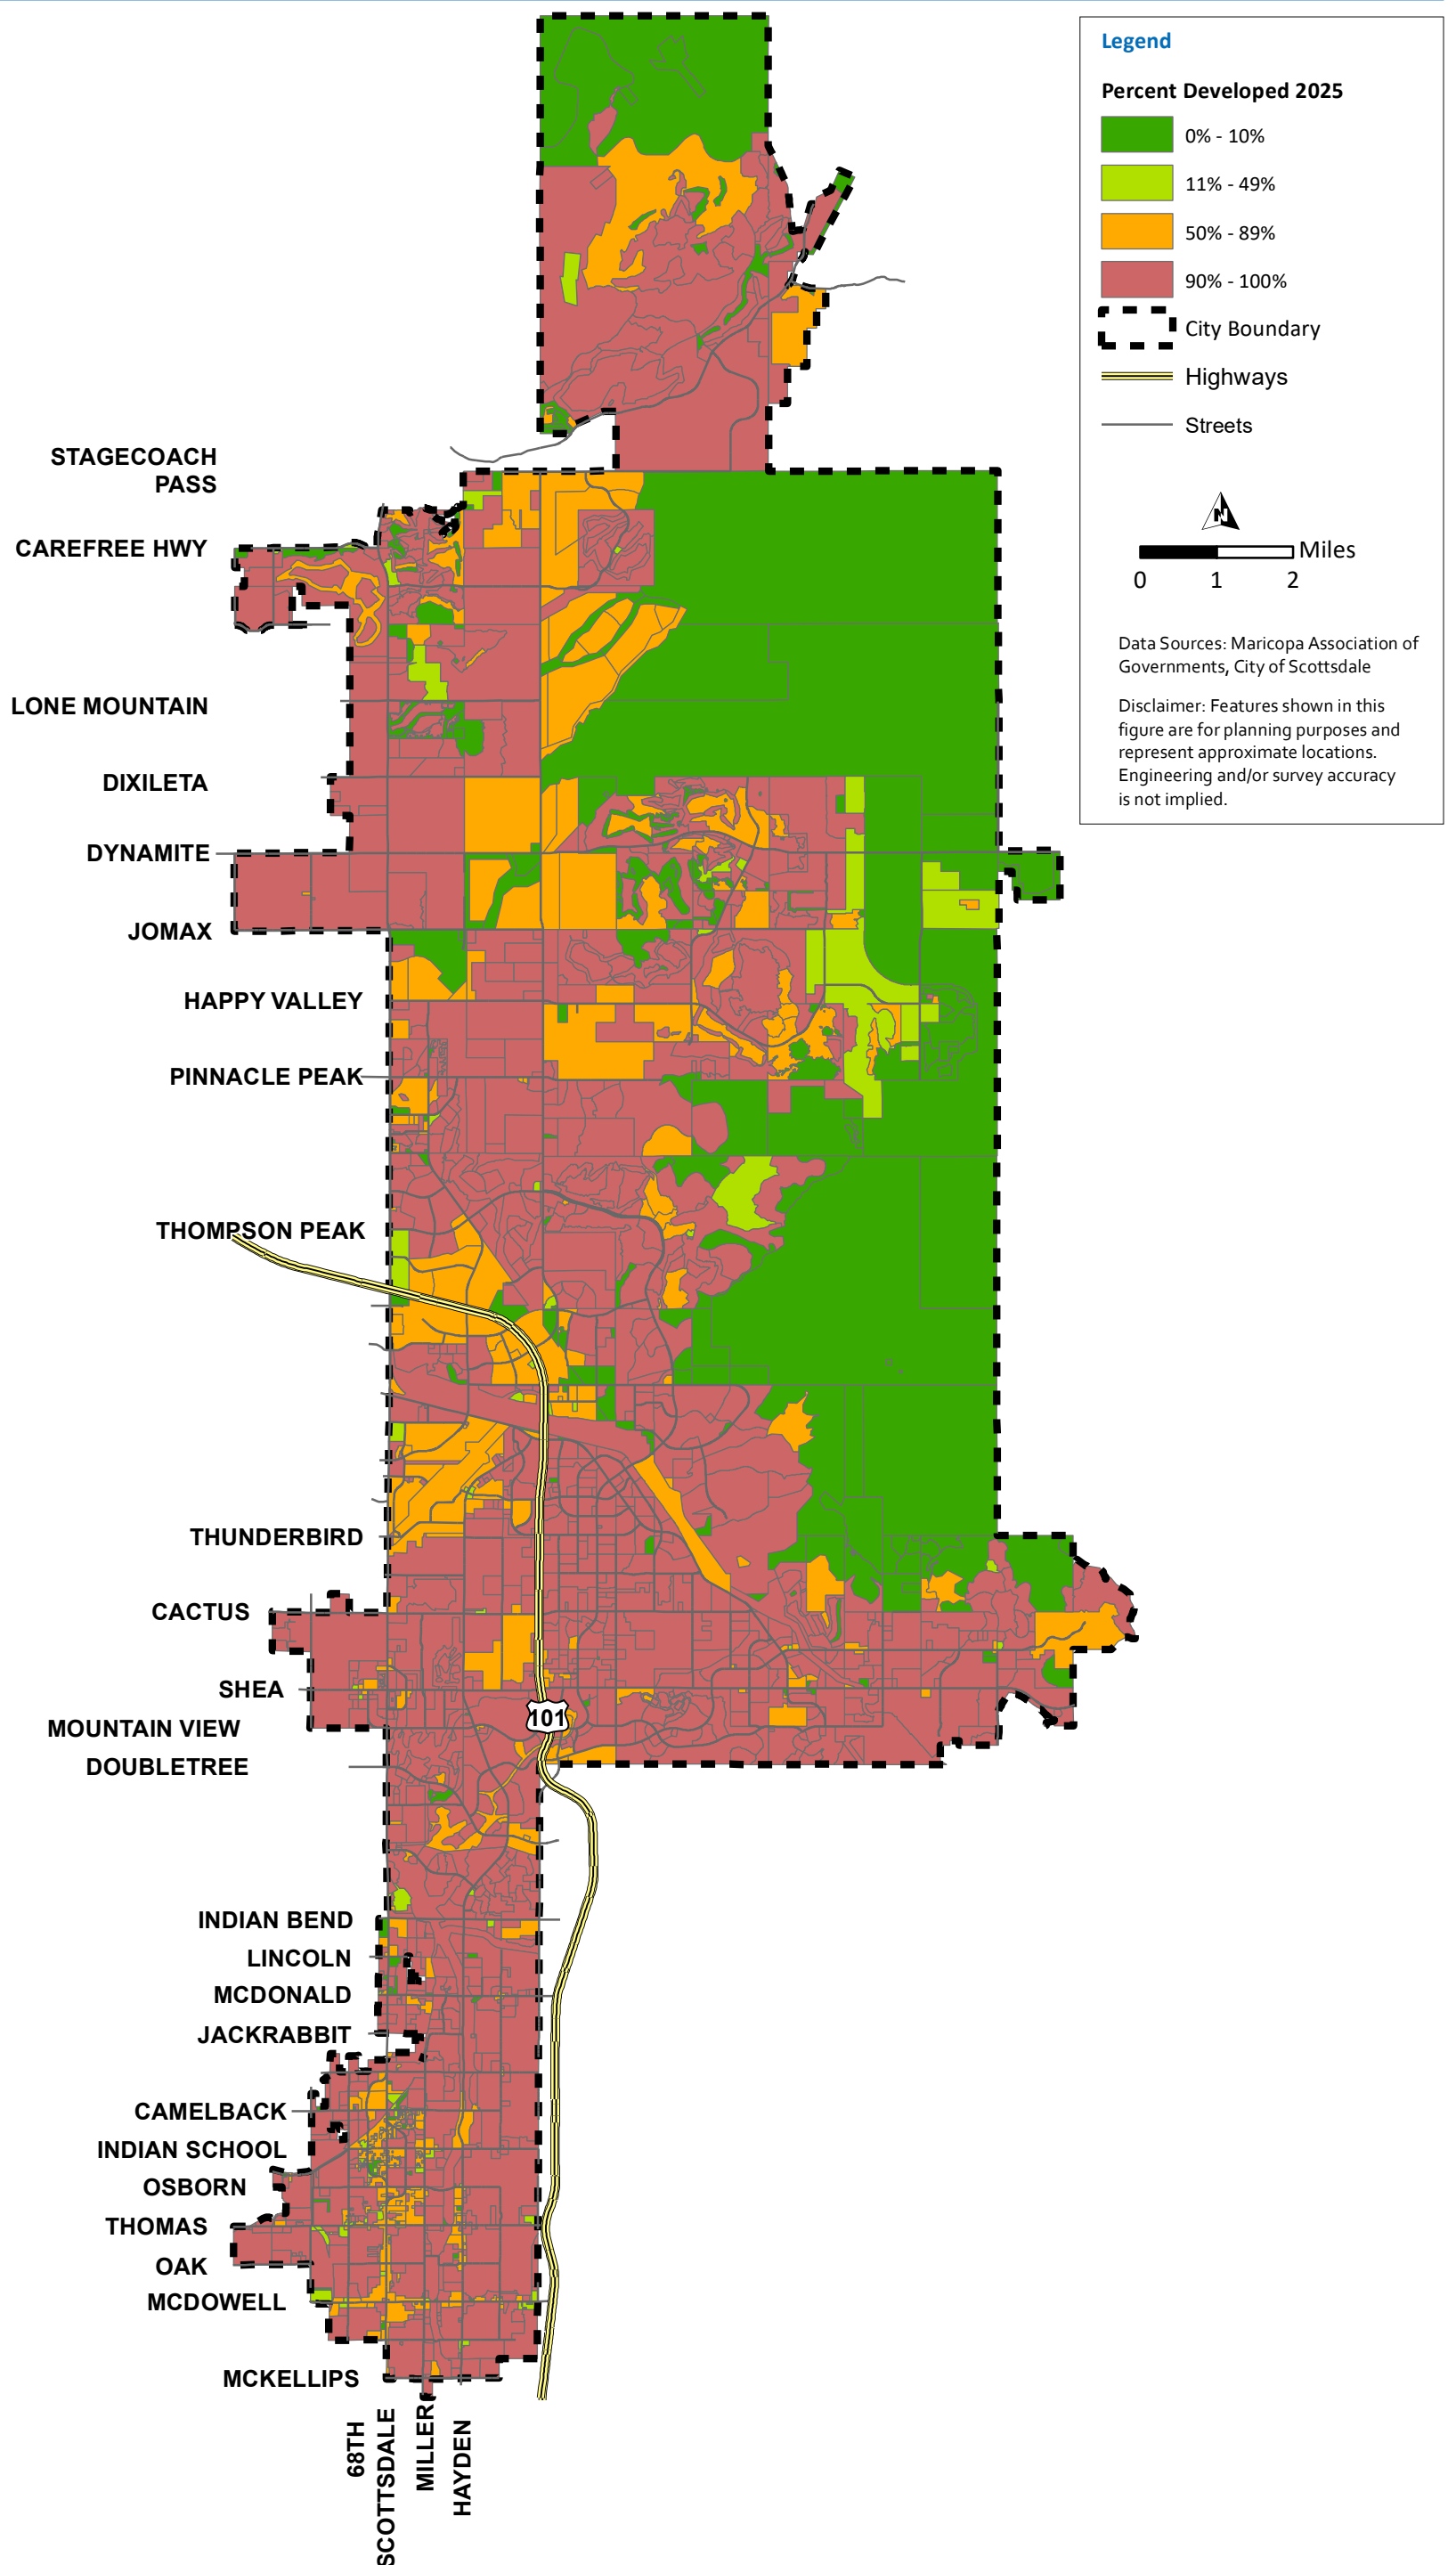 Legend
Percent Developed 2025
0% - 10%
11% - 49%
50% - 89%
90% - 100%
City Boundary
Highways
Streets
N
Miles
0 1 2
Data Sources: Maricopa Association of
Governments, City of Scottsdale
Disclaimer: Features shown in this
figure are for planning purposes and
represent approximate locations.
Engineering and/or survey accuracy
is not implied.
STAGECOACH
PASS
CAREFREE HWY
LONE MOUNTAIN
DIXILETA
DYNAMITE
JOMAX
HAPPY VALLEY
PINNACLE PEAK
THOMPSON PEAK
THUNDERBIRD
CACTUS
SHEA
101
MOUNTAIN VIEW
DOUBLETREE
INDIAN BEND
LINCOLN
MCDONALD
JACKRABBIT
CAMELBACK
INDIAN SCHOOL
OSBORN
THOMAS
OAK
MCDOWELL
MCKELLIPS
68TH
SCOTTSDALE
MILLER
HAYDEN